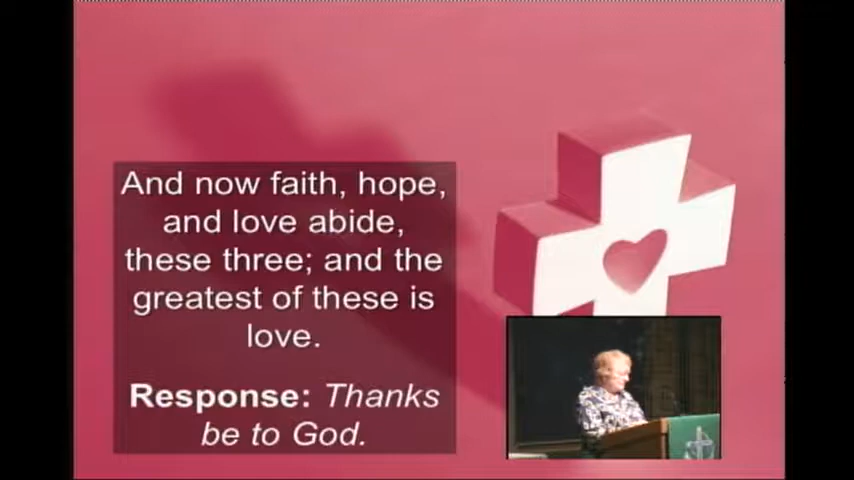 And now faith, hope,
and love abide,
these three; and the
greatest of these is
love.
Response: Thanks
be to God.